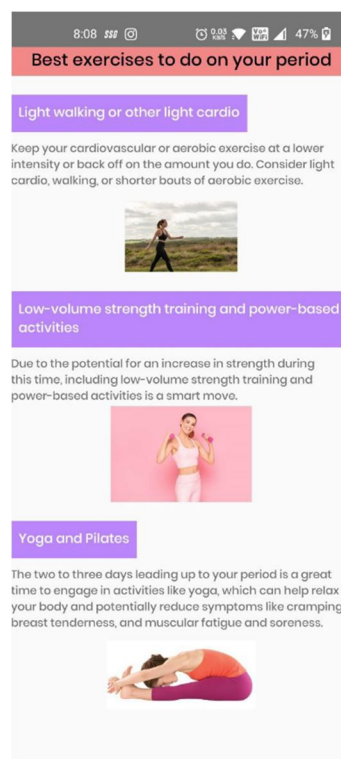 8:08 0.03 KB/S Vo+ WiFi 47%
Best exercises to do on your period
Light walking or other light cardio
Keep your cardiovascular or aerobic exercise at a lower
intensity or back off on the amount you do. Consider light
cardio, walking, or shorter bouts of aerobic exercise.
Low-volume strength training and power-based
activities
Due to the potential for an increase in strength during
this time, including low-volume strength training and
power-based activities is a smart move.
Yoga and Pilates
The two to three days leading up to your period is a great
time to engage in activities like yoga, which can help relax
your body and potentially reduce symptoms like cramping
breast tenderness, and muscular fatigue and soreness.